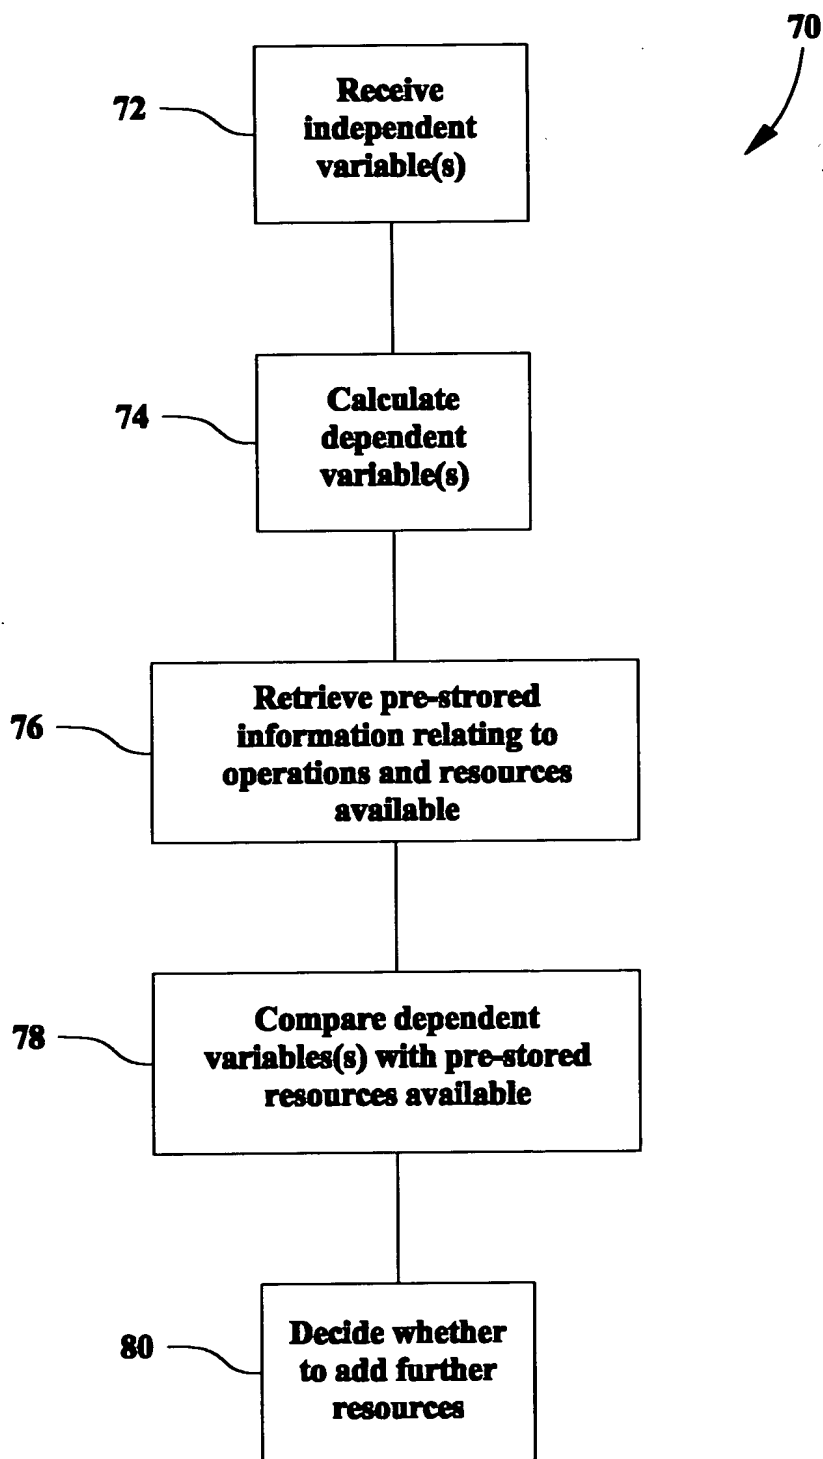 70
72
Receive
independent
variable(s)
74
Calculate
dependent
variable(s)
76
Retrieve pre-strored
information relating to
operations and resources
available
78
Compare dependent
variables(s) with pre-stored
resources available
80
Decide whether
to add further
resources